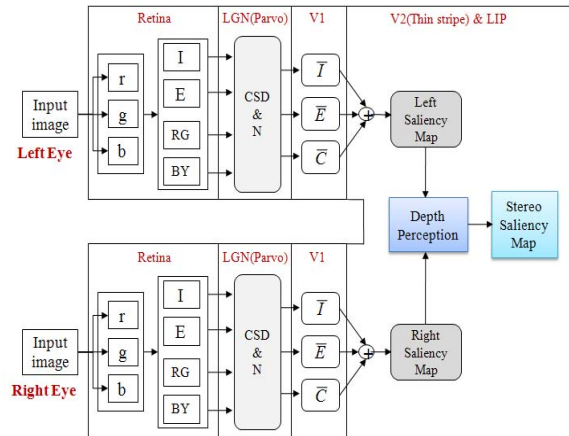 Retina
LGN(Parvo)
V1
V2(Thin stripe) & LIP
Input
image
Left Eye
r
g
b
I
E
RG
BY
CSD
&
N
I̅
E̅
C̅
+
Left
Saliency
Map
Depth
Perception
Stereo
Saliency
Map
Retina
LGN(Parvo)
V1
Input
image
Right Eye
r
g
b
I
E
RG
BY
CSD
&
N
I̅
E̅
C̅
+
Right
Saliency
Map